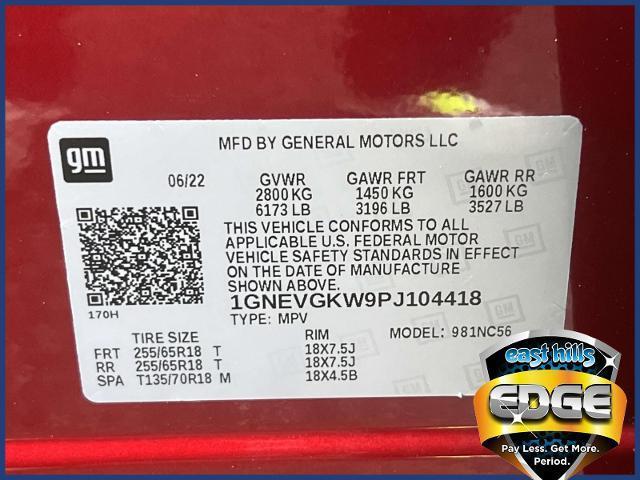 gm
MFD BY GENERAL MOTORS LLC
06/22 GVWR GAWR FRT GAWR RR
2800 KG 1450 KG 1600 KG
6173 LB 3196 LB 3527 LB
THIS VEHICLE CONFORMS TO ALL
APPLICABLE U.S. FEDERAL MOTOR
VEHICLE SAFETY STANDARDS IN EFFECT
ON THE DATE OF MANUFACTURE
SHOWN ABOVE.
1GNEVGKW9PJ104418
170H
TYPE: MPV MODEL: 981NC56
TIRE SIZE RIM
FRT 255/65R18 T 18X7.5J
RR 255/65R18 T 18X7.5J
SPA T135/70R18 M 18X4.5B
east hills
EDGE
Pay Less. Get More.
Period.